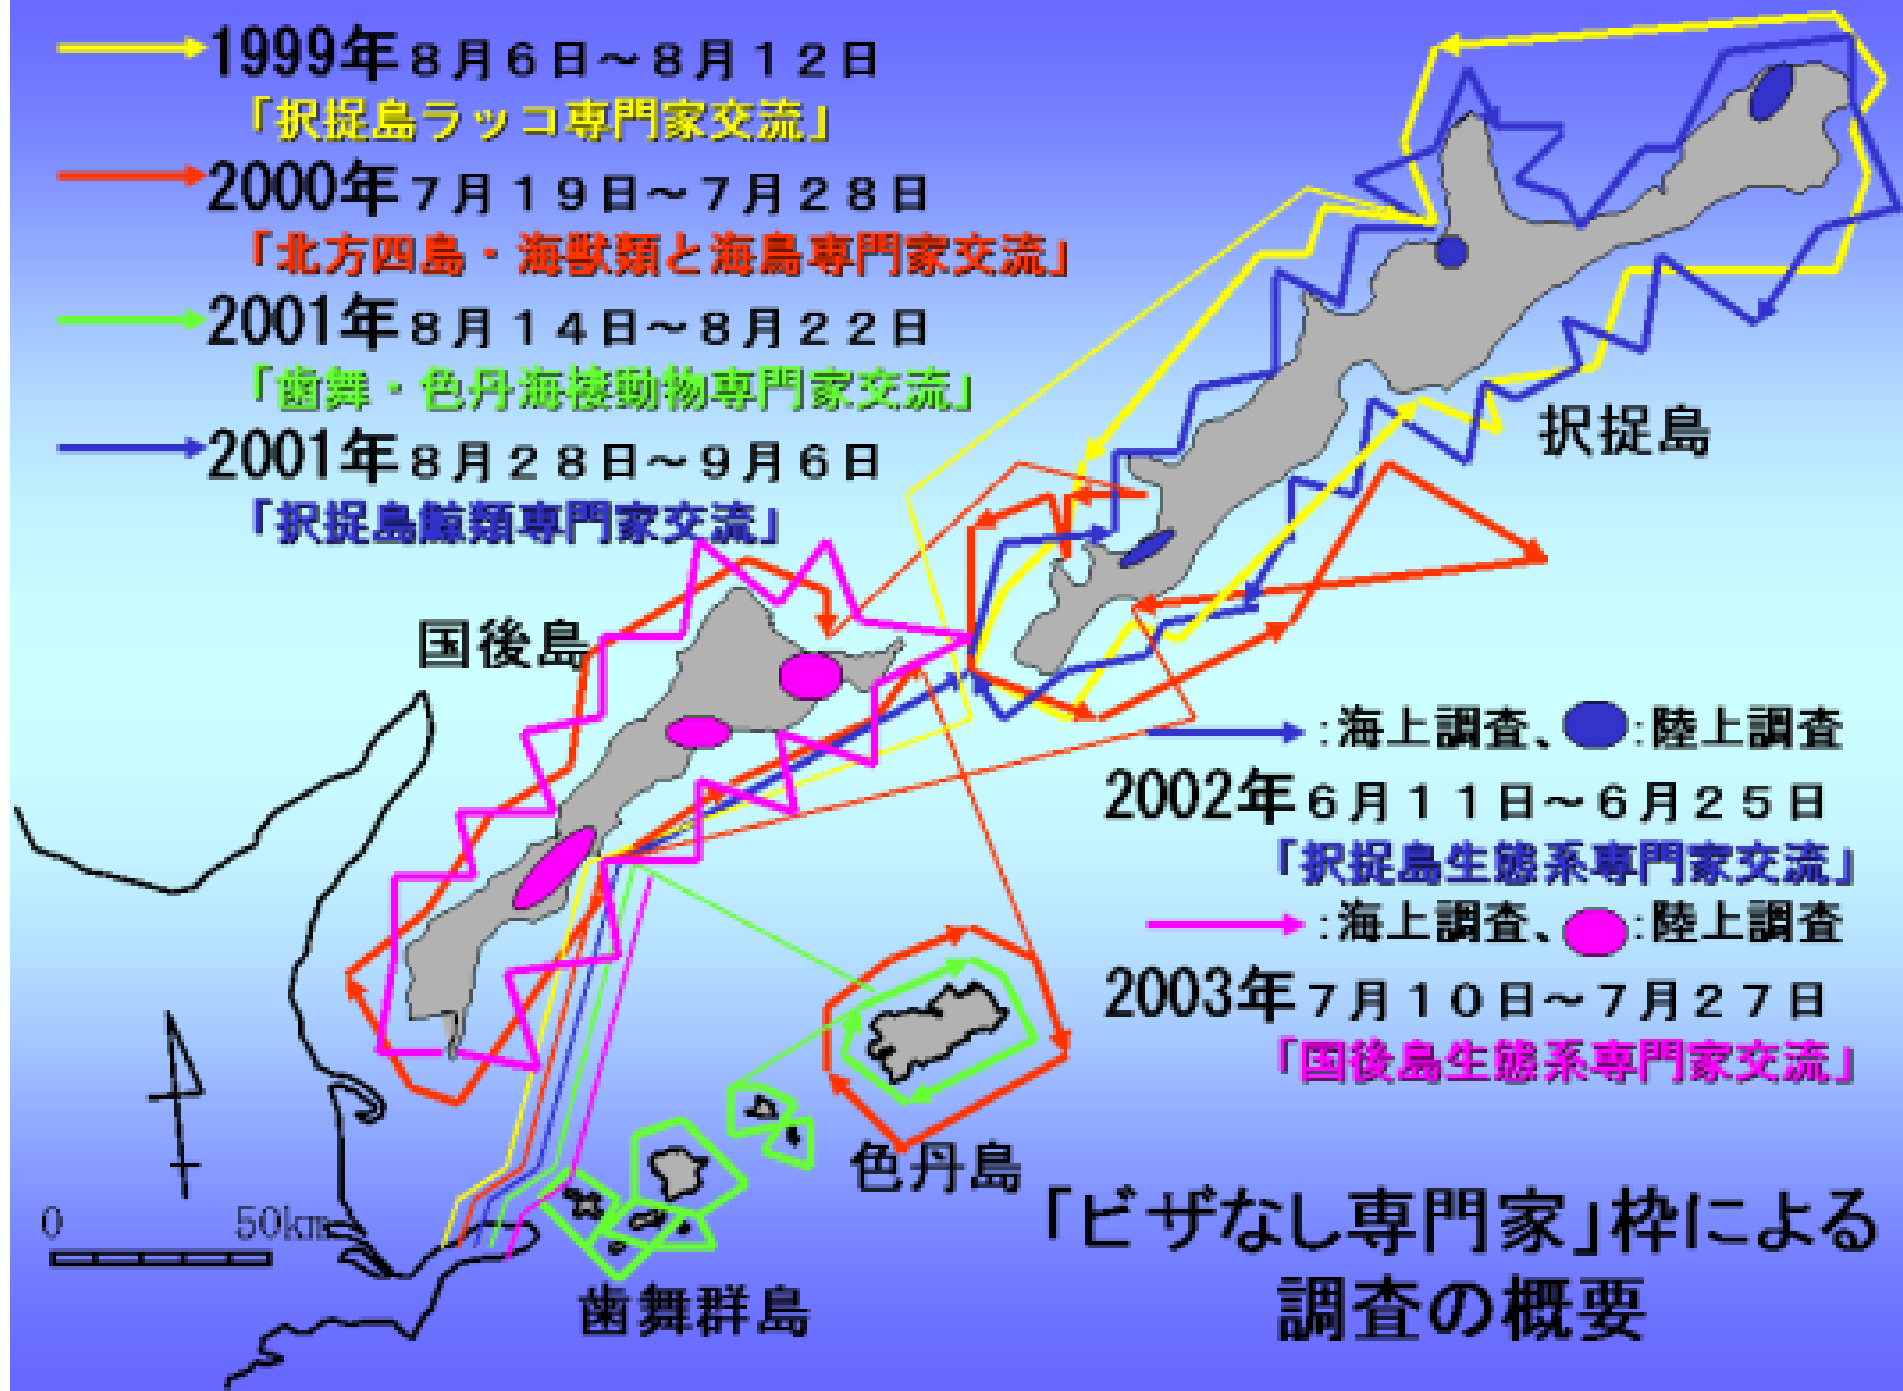 1999年８月６日～８月１２日
「択捉島ラッコ専門家交流」
2000年７月１９日～７月２８日
「北方四島・海獣類と海鳥専門家交流」
2001年８月１４日～８月２２日
「歯舞・色丹海棲動物専門家交流」
2001年８月２８日～９月６日
「択捉島鯨類専門家交流」
択捉島
国後島
:海上調査、:陸上調査
2002年６月１１日～６月２５日
「択捉島生態系専門家交流」
:海上調査、:陸上調査
2003年７月１０日～７月２７日
「国後島生態系専門家交流」
色丹島
0 50km
歯舞群島
「ビザなし専門家」枠による
調査の概要